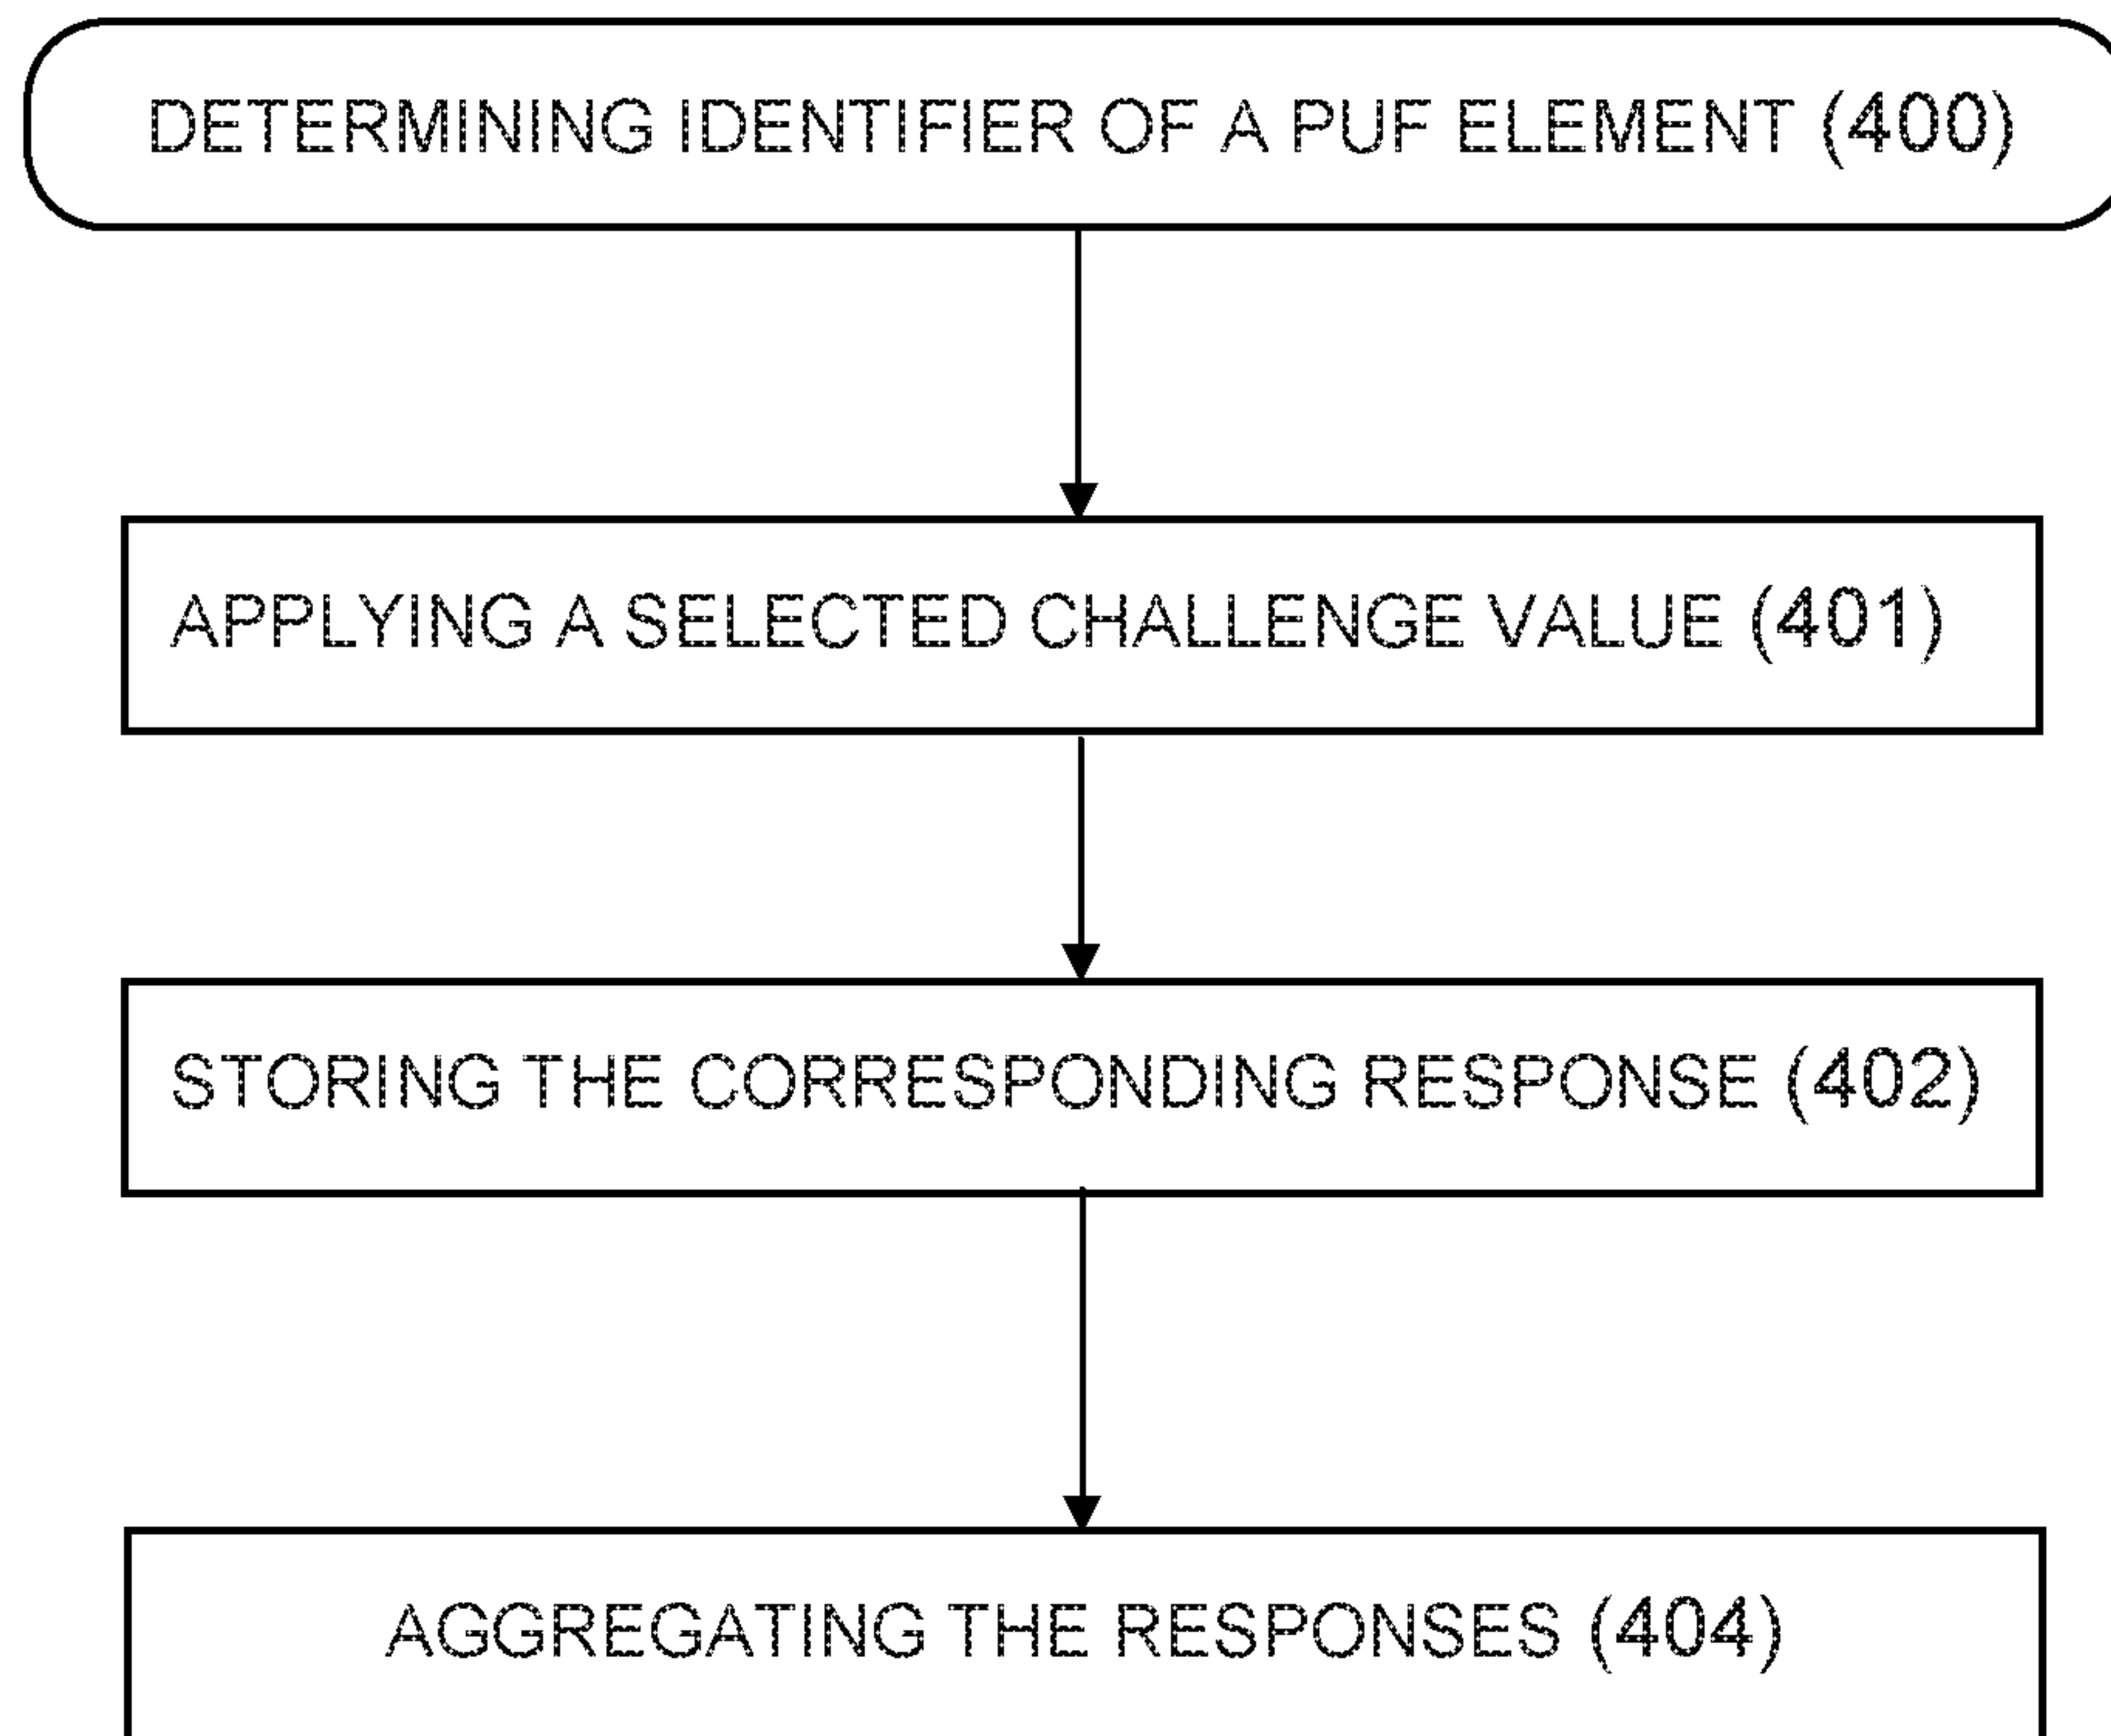 DETERMINING IDENTIFIER OF A PUF ELEMENT (400)
APPLYING A SELECTED CHALLENGE VALUE (401)
STORING THE CORRESPONDING RESPONSE (402)
AGGREGATING THE RESPONSES (404)